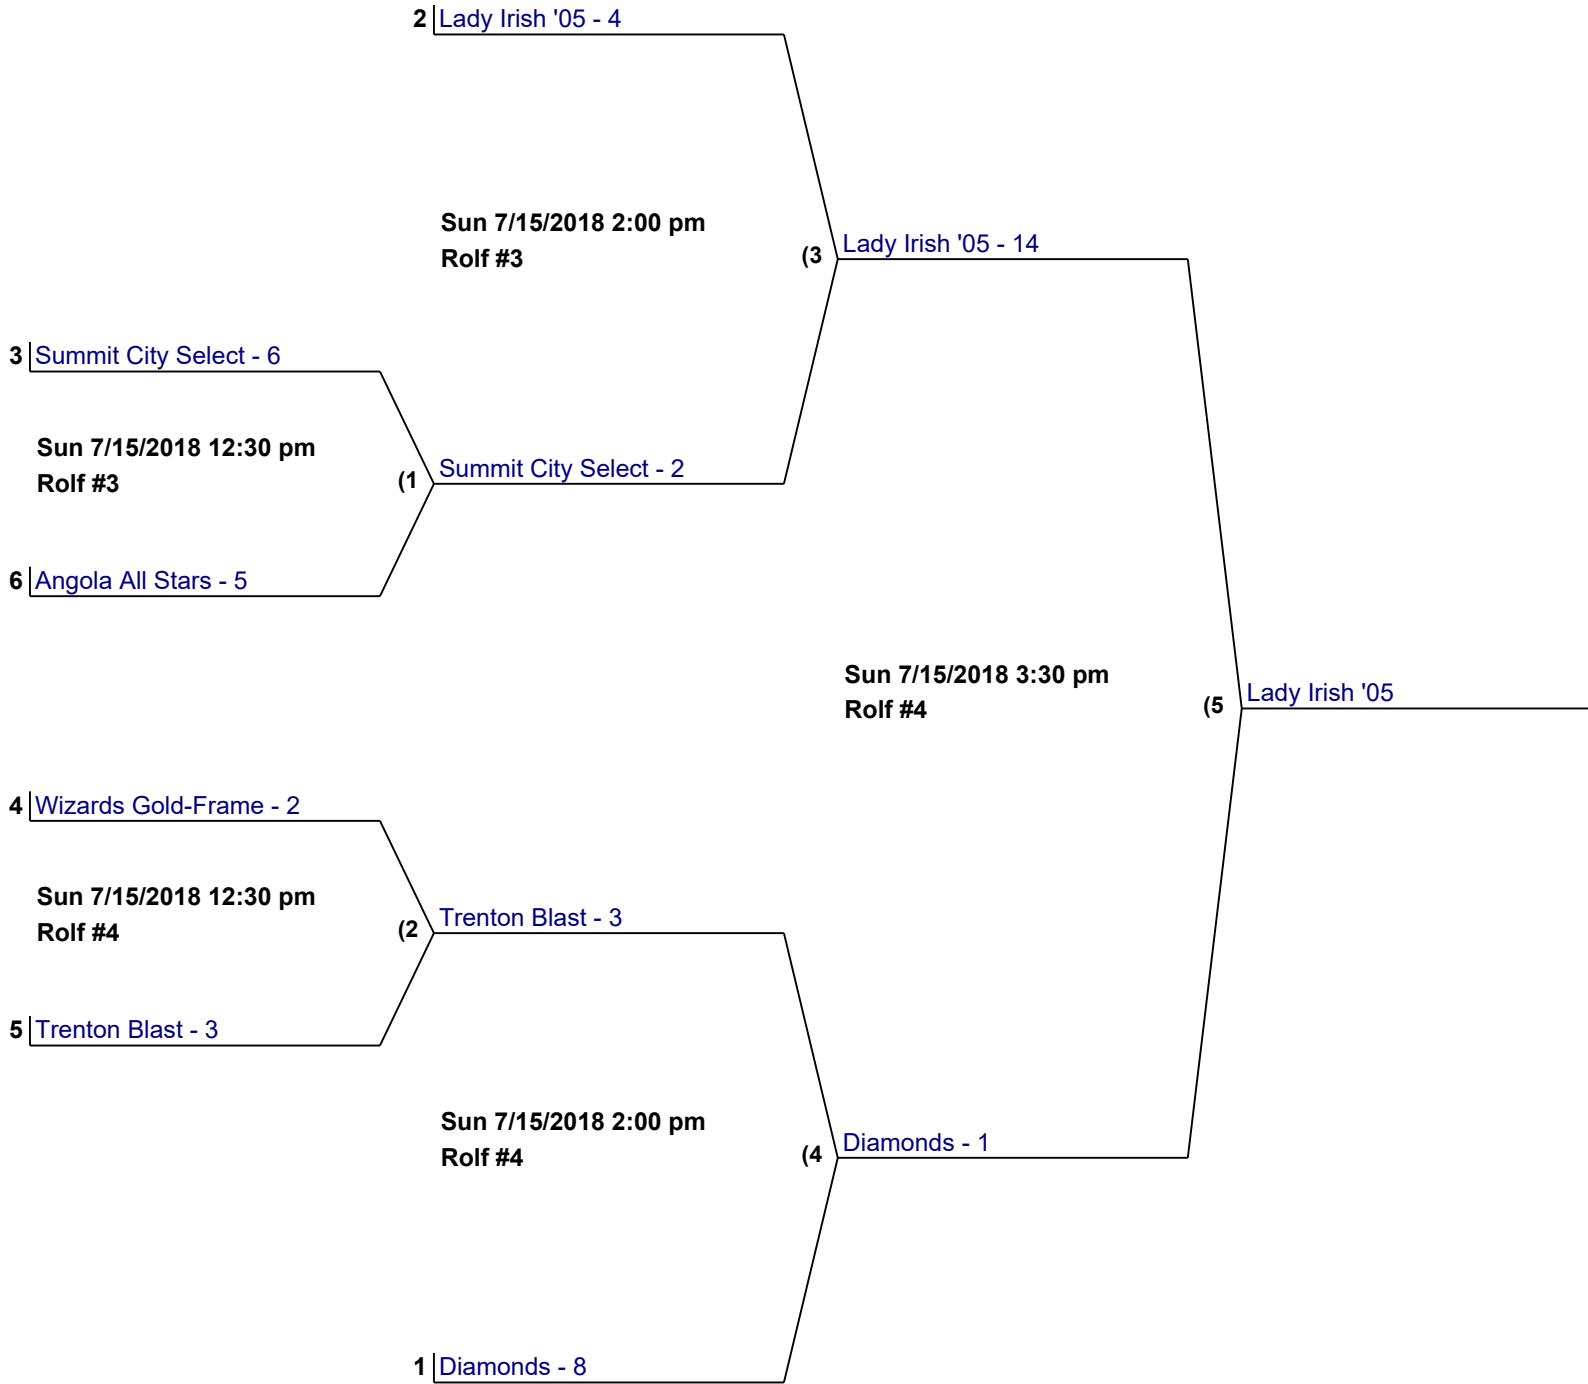 2 Lady Irish '05 - 4
Sun 7/15/2018 2:00 pm
Rolf #3
(3 Lady Irish '05 - 14
3 Summit City Select - 6
Sun 7/15/2018 12:30 pm
Rolf #3
(1 Summit City Select - 2
6 Angola All Stars - 5
Sun 7/15/2018 3:30 pm
Rolf #4
(5 Lady Irish '05
4 Wizards Gold-Frame - 2
Sun 7/15/2018 12:30 pm
Rolf #4
(2 Trenton Blast - 3
5 Trenton Blast - 3
Sun 7/15/2018 2:00 pm
Rolf #4
(4 Diamonds - 1
1 Diamonds - 8